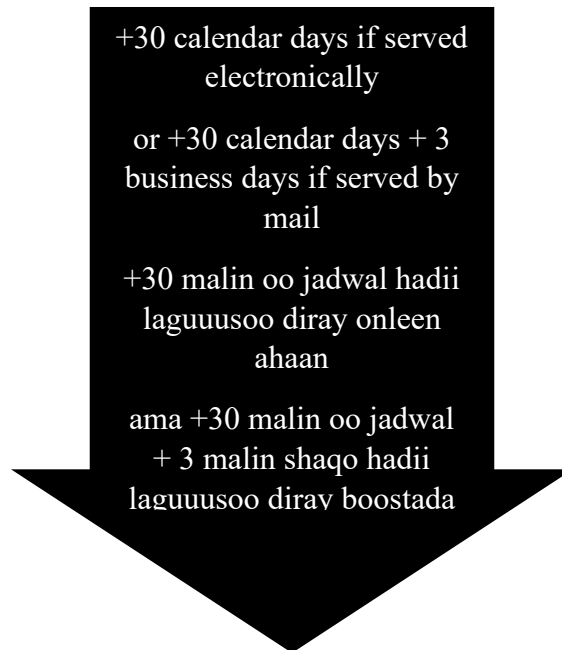 +30 calendar days if served
electronically
or +30 calendar days + 3
business days if served by
mail
+30 malin oo jadwal hadii
laguuusoo diray onleen
ahaan
ama +30 malin oo jadwal
+ 3 malin shaqo hadii
laguuusoo diray boostada